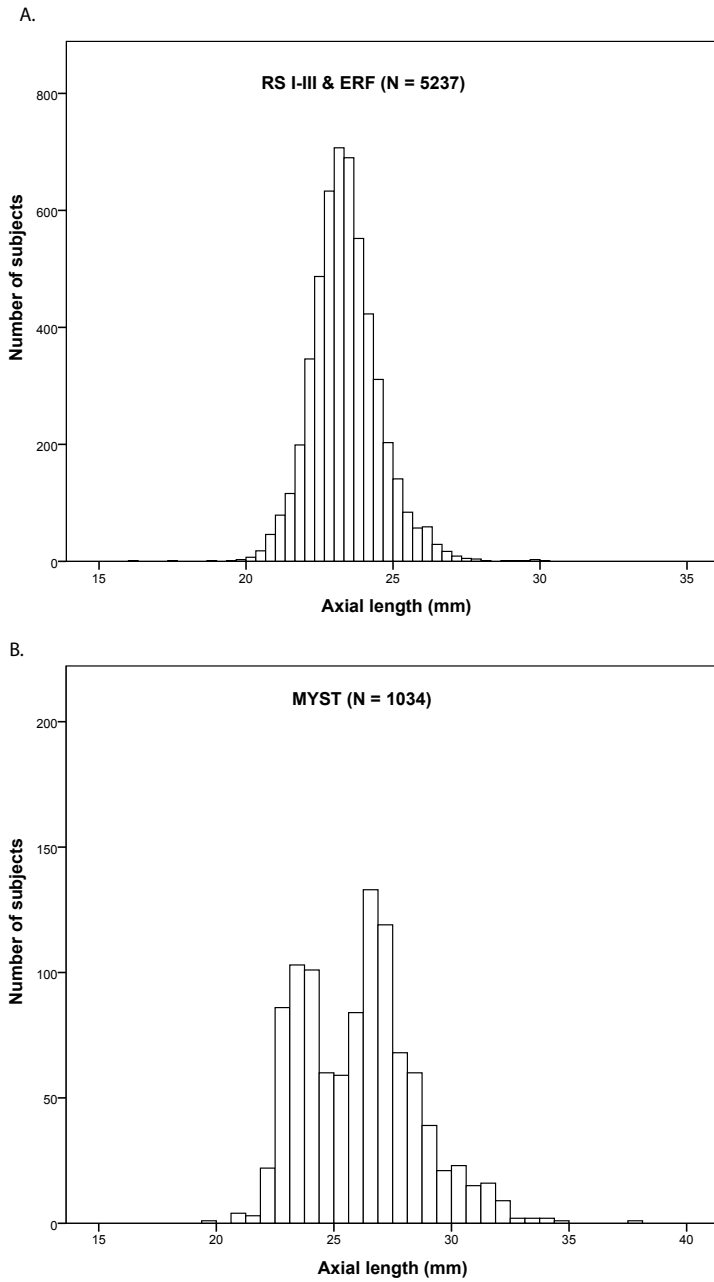 A.
RS I-III & ERF (N = 5237)
Number of subjects
800
600
400
200
0
15 20 25 30 35
Axial length (mm)
B.
MYST (N = 1034)
Number of subjects
200
150
100
50
0
15 20 25 30 35 40
Axial length (mm)